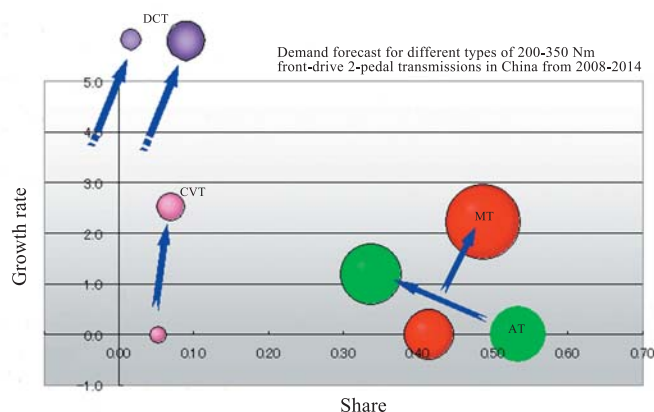 DCT
Demand forecast for different types of 200-350 Nm
front-drive 2-pedal transmissions in China from 2008-2014
5.0
4.0
3.0
CVT
MT
2.0
Growth rate
1.0
AT
0.0
0.00 0.10 0.20 0.30 0.40 0.50 0.60 0.70
-1.0
Share